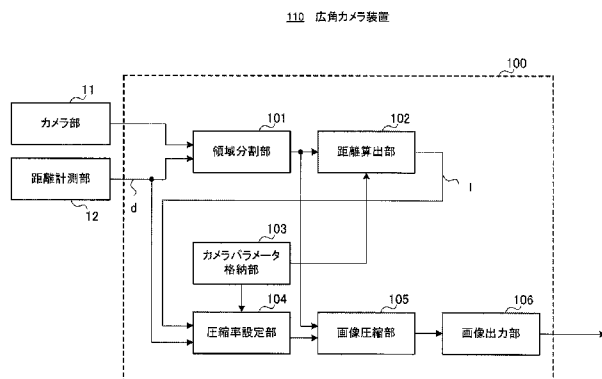 110 広角カメラ装置
100
11
カメラ部
101
領域分割部
102
距離算出部
距離計測部
12
d
l
103
カメラパラメータ
格納部
104
圧縮率設定部
105
画像圧縮部
106
画像出力部